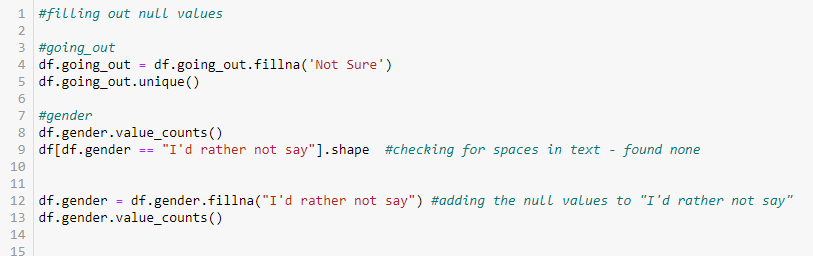 1 #filling out null values
2
3 #going_out
4 df.going_out = df.going_out.fillna('Not Sure')
5 df.going_out.unique()
6
7 #gender
8 df.gender.value_counts()
9 df[df.gender == "I'd rather not say"].shape  #checking for spaces in text - found none
10
11
12 df.gender = df.gender.fillna("I'd rather not say") #adding the null values to "I'd rather not say"
13 df.gender.value_counts()
14
15